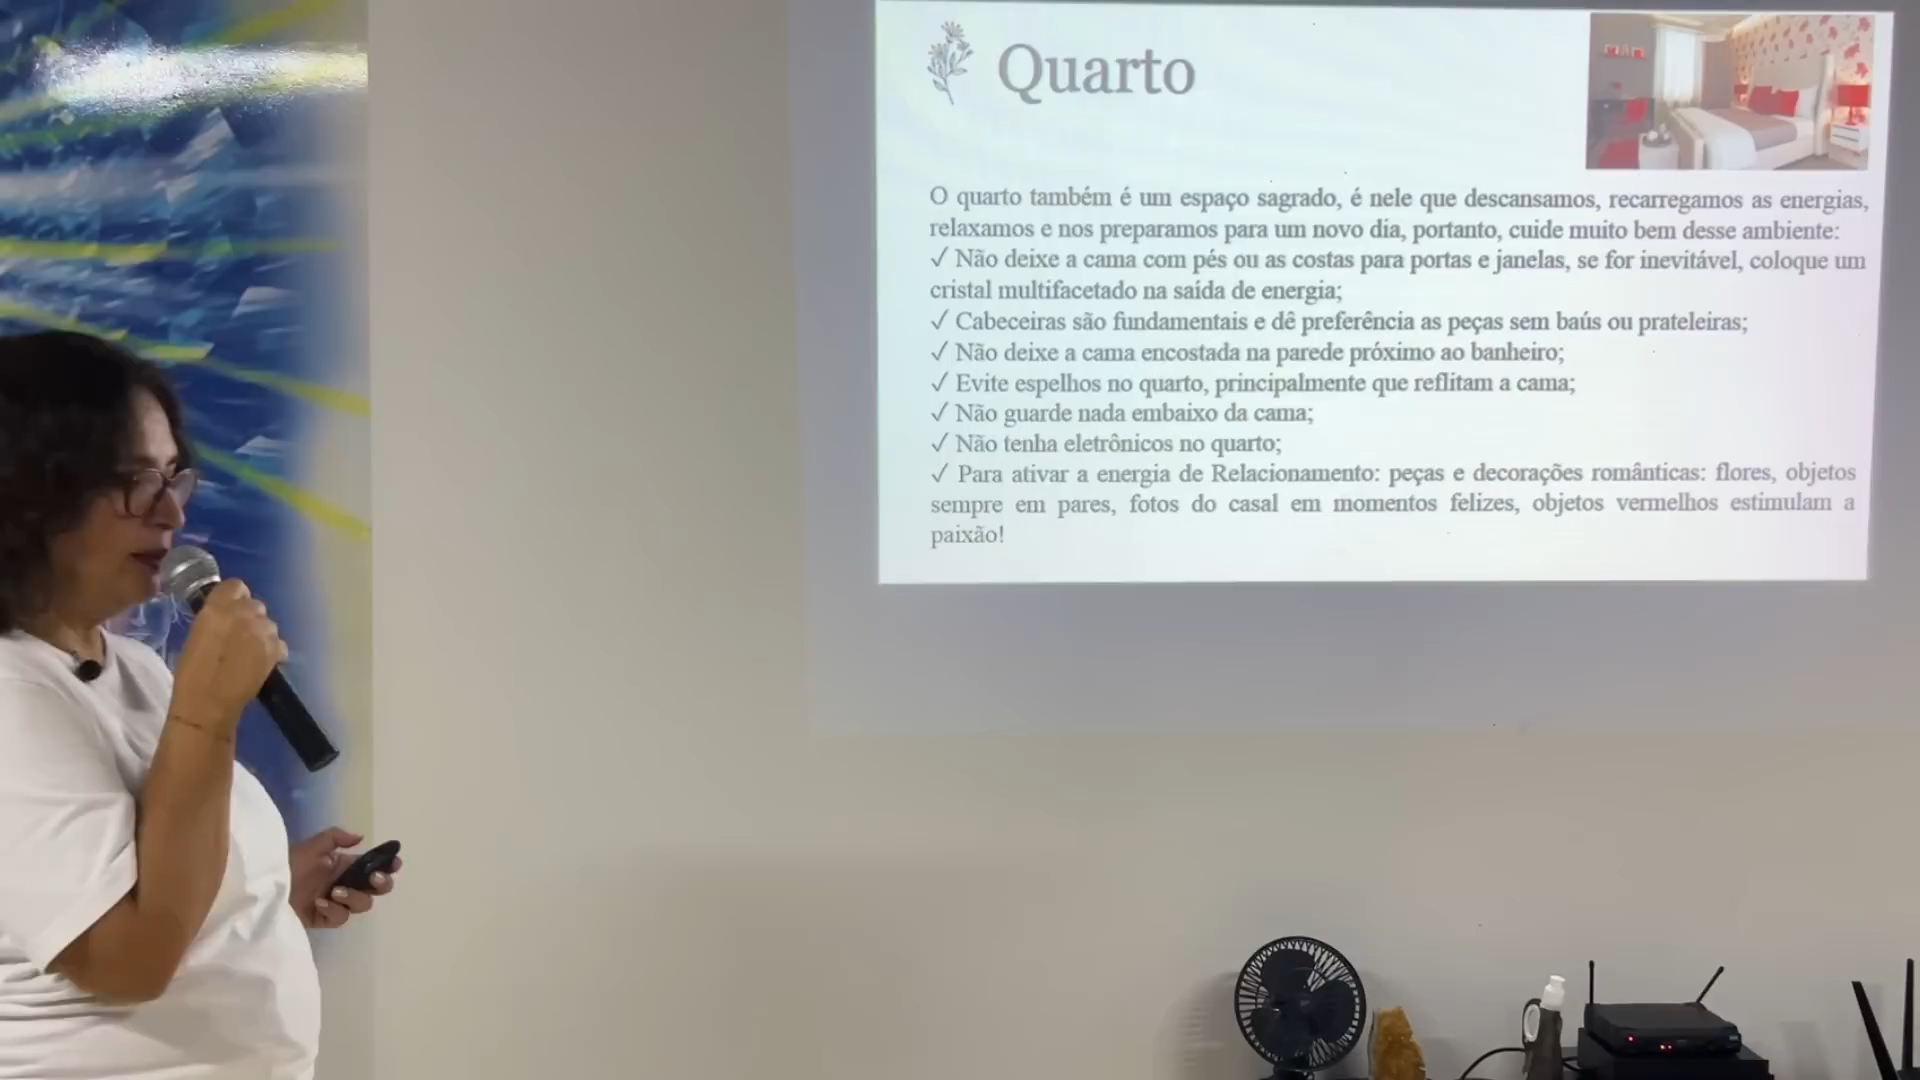 Quarto
O quarto também é um espaço sagrado, é nele que descansamos, recarregamos as energias,
relaxamos e nos preparamos para um novo dia, portanto, cuide muito bem desse ambiente:
✓ Não deixe a cama com pés ou as costas para portas e janelas, se for inevitável, coloque um
cristal multifacetado na saída de energia;
✓ Cabeceiras são fundamentais e dê preferência as peças sem baús ou prateleiras;
✓ Não deixe a cama encostada na parede próximo ao banheiro;
✓ Evite espelhos no quarto, principalmente que reflitam a cama;
✓ Não guarde nada embaixo da cama;
✓ Não tenha eletrônicos no quarto;
✓ Para ativar a energia de Relacionamento: peças e decorações românticas: flores, objetos
sempre em pares, fotos do casal em momentos felizes, objetos vermelhos estimulam a
paixão!